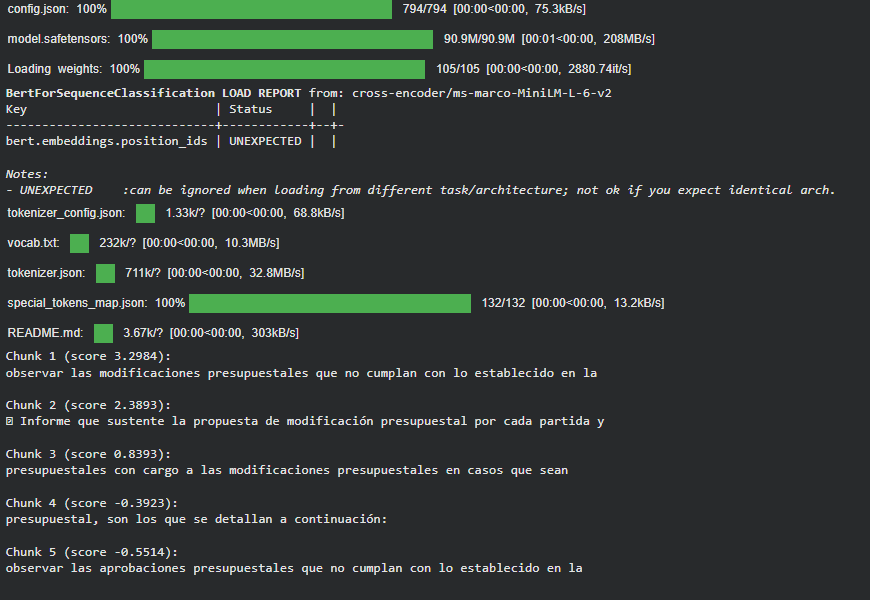 config.json: 100% 794/794 [00:00<00:00, 75.3kB/s]
model.safetensors: 100% 90.9M/90.9M [00:01<00:00, 208MB/s]
Loading weights: 100% 105/105 [00:00<00:00, 2880.74it/s]
BertForSequenceClassification LOAD REPORT from: cross-encoder/ms-marco-MiniLM-L-6-v2
Key | Status | |
----------------------------+------------+--+-
bert.embeddings.position_ids | UNEXPECTED | |
Notes:
- UNEXPECTED :can be ignored when loading from different task/architecture; not ok if you expect identical arch.
tokenizer_config.json: 1.33k/? [00:00<00:00, 68.8kB/s]
vocab.txt: 232k/? [00:00<00:00, 10.3MB/s]
tokenizer.json: 711k/? [00:00<00:00, 32.8MB/s]
special_tokens_map.json: 100% 132/132 [00:00<00:00, 13.2kB/s]
README.md: 3.67k/? [00:00<00:00, 303kB/s]
Chunk 1 (score 3.2984):
observar las modificaciones presupuestales que no cumplan con lo establecido en la
Chunk 2 (score 2.3893):
Informe que sustente la propuesta de modificación presupuestal por cada partida y
Chunk 3 (score 0.8393):
presupuestales con cargo a las modificaciones presupuestales en casos que sean
Chunk 4 (score -0.3923):
presupuestal, son los que se detallan a continuación:
Chunk 5 (score -0.5514):
observar las aprobaciones presupuestales que no cumplan con lo establecido en la